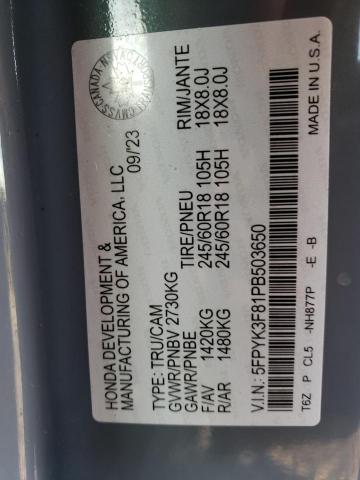 HONDA DEVELOPMENT &
MANUFACTURING OF AMERICA, LLC
09/'23
TYPE: TRU/CAM
GVWR/PNBV 2730KG
GAWR/PNBE TIRE/PNEU RIM/JANTE
F/AV 1420KG 245/60R18 105H 18X8.0J
R/AR 1480KG 245/60R18 105H 18X8.0J
V.I.N.: 5FPYK3F81PB503650
T6Z P CL5 -NH877P -E -B MADE IN U.S.A.